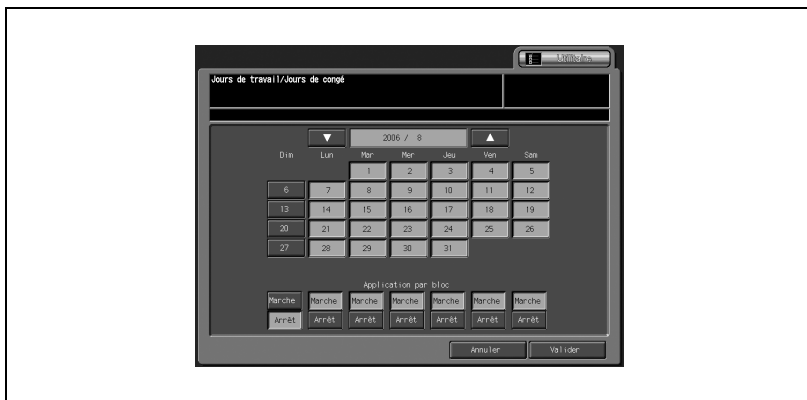 Utilitaire
Jours de travail/Jours de congé
▼ 2006 / 8 ▲
Dim Lun Mar Mer Jeu Ven Sam
1 2 3 4 5
6 7 8 9 10 11 12
13 14 15 16 17 18 19
20 21 22 23 24 25 26
27 28 29 30 31
Application par bloc
Marche Marche Marche Marche Marche Marche Marche
Arrêt Arrêt Arrêt Arrêt Arrêt Arrêt Arrêt
Annuler Valider